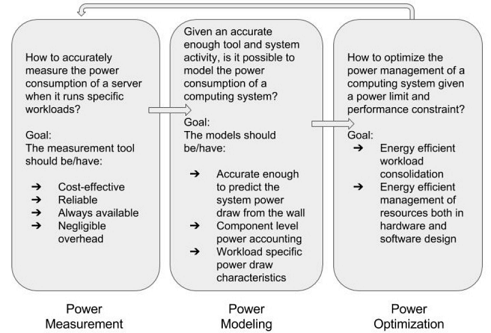 How to accurately
measure the power
consumption of a server
when it runs specific
workloads?
Goal:
The measurement tool
should be/have:
➔ Cost-effective
➔ Reliable
➔ Always available
➔ Negligible
overhead
Power
Measurement
Given an accurate
enough tool and system
activity, is it possible to
model the power
consumption of a
computing system?
Goal:
The models should
be/have:
➔ Accurate enough
to predict the
system power
draw from the wall
➔ Component level
power accounting
➔ Workload specific
power draw
characteristics
Power
Modeling
How to optimize the
power management of a
computing system given
a power limit and
performance constraint?
Goal:
➔ Energy efficient
workload
consolidation
➔ Energy efficient
management of
resources both in
hardware and
software design
Power
Optimization